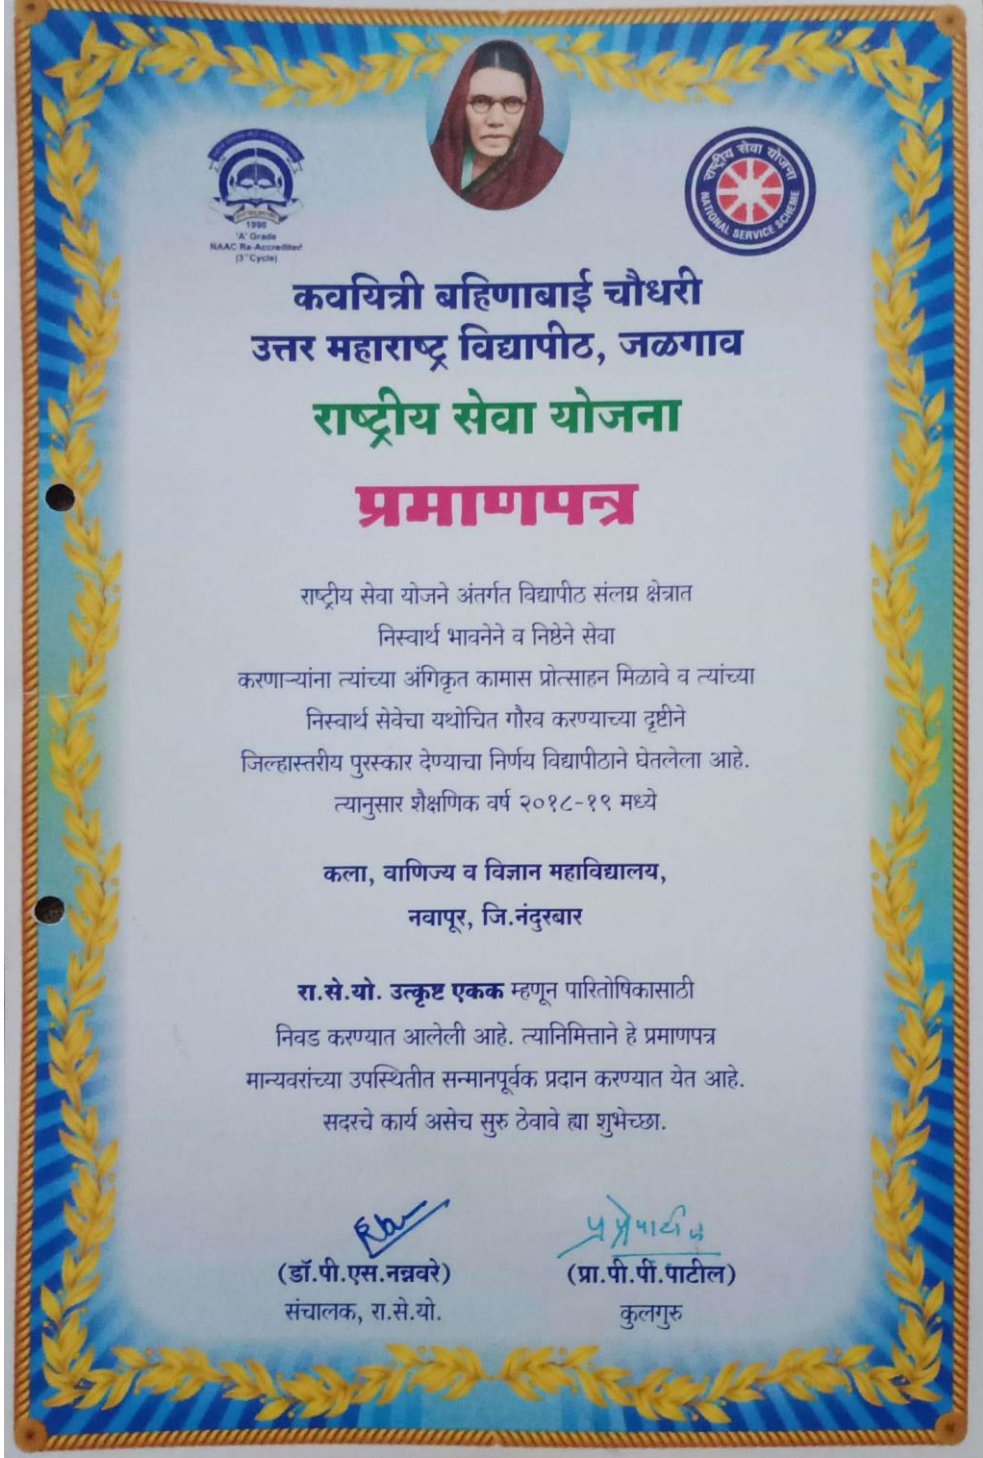 1990
'A' Grade
NAAC Re-Accredited
(3rd Cycle)
राष्ट्रीय सेवा योजना
NATIONAL SERVICE SCHEME
कवयित्री बहिणाबाई चौधरी
उत्तर महाराष्ट्र विद्यापीठ, जळगाव
राष्ट्रीय सेवा योजना
प्रमाणपत्र
राष्ट्रीय सेवा योजने अंतर्गत विद्यापीठ संलग्न क्षेत्रात
निस्वार्थ भावनेने व निष्ठेने सेवा
करणाऱ्यांना त्यांच्या अंगिकृत कामास प्रोत्साहन मिळावे व त्यांच्या
निस्वार्थ सेवेचा यथोचित गौरव करण्याच्या दृष्टीने
जिल्हास्तरीय पुरस्कार देण्याचा निर्णय विद्यापीठाने घेतलेला आहे.
त्यानुसार शैक्षणिक वर्ष २०१८-१९ मध्ये
कला, वाणिज्य व विज्ञान महाविद्यालय,
नवापूर, जि.नंदुरबार
रा.से.यो. उत्कृष्ट एकक म्हणून पारितोषिकासाठी
निवड करण्यात आलेली आहे. त्यानिमित्ताने हे प्रमाणपत्र
मान्यवरांच्या उपस्थितीत सन्मानपूर्वक प्रदान करण्यात येत आहे.
सदरचे कार्य असेच सुरु ठेवावे ह्या शुभेच्छा.
(डॉ.पी.एस.नन्नवरे) (प्रा.पी.पी.पाटील)
संचालक, रा.से.यो. कुलगुरु